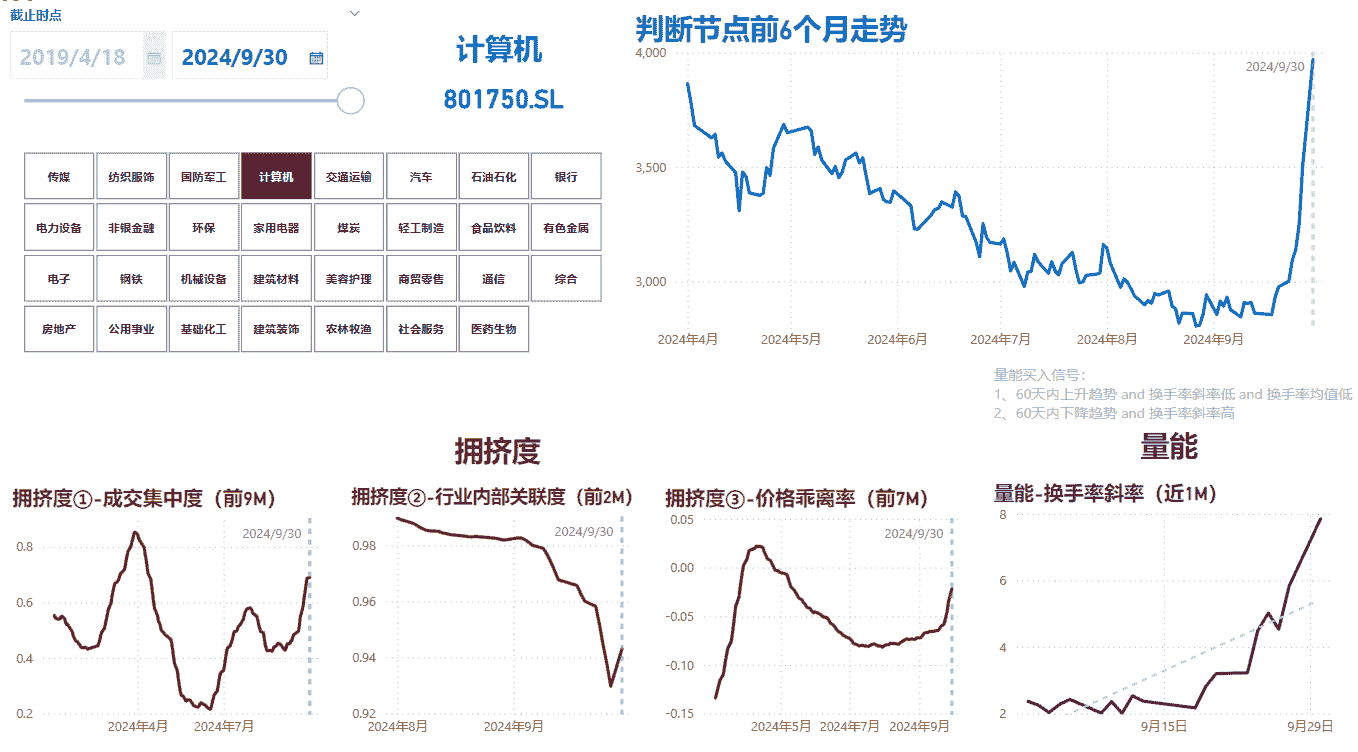 截止时点
2019/4/18
2024/9/30
计算机
801750.SL
传媒 纺织服饰 国防军工 计算机 交通运输 汽车 石油石化 银行
电力设备 非银金融 环保 家用电器 煤炭 轻工制造 食品饮料 有色金属
电子 钢铁 机械设备 建筑材料 美容护理 商贸零售 通信 综合
房地产 公用事业 基础化工 建筑装饰 农林牧渔 社会服务 医药生物
判断节点前6个月走势
4,000
2024/9/30
3,500
3,000
2024年4月 2024年5月 2024年6月 2024年7月 2024年8月 2024年9月
量能买入信号:
1、60天内上升趋势 and 换手率斜率低 and 换手率均值低
2、60天内下降趋势 and 换手率斜率高
拥挤度
拥挤度①-成交集中度（前9M）
2024/9/30
0.8
0.6
0.4
0.2
2024年4月 2024年7月
拥挤度②-行业内部关联度（前2M）
2024/9/30
0.98
0.96
0.94
0.92
2024年8月 2024年9月
拥挤度③-价格乖离率（前7M）
0.05
2024/9/30
0.00
-0.05
-0.10
-0.15
2024年5月 2024年7月 2024年9月
量能
量能-换手率斜率（近1M）
8
6
4
2
9月15日 9月29日